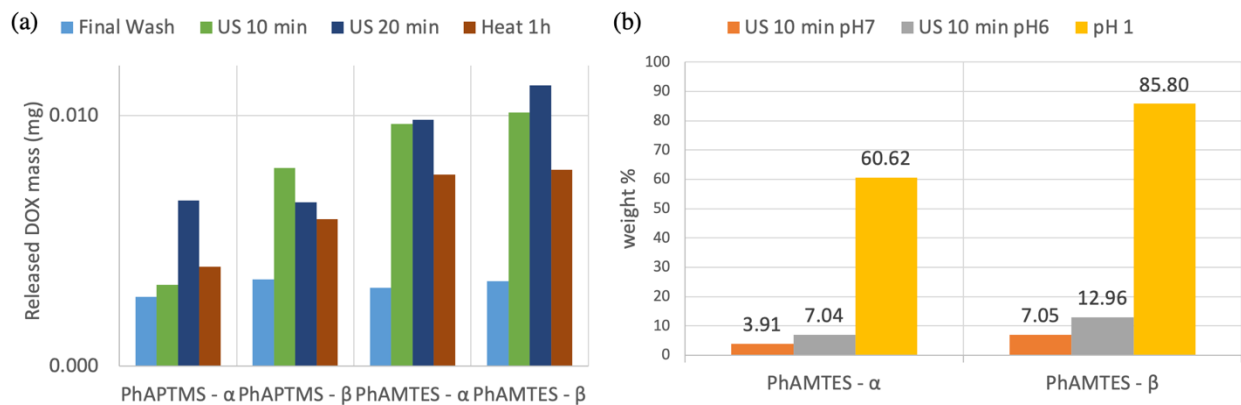 (a)
Final Wash US 10 min US 20 min Heat 1h
Released DOX mass (mg)
0.010
0.000
PhAPTMS - α PhAPTMS - β PhAMTES - α PhAMTES - β
(b)
US 10 min pH7 US 10 min pH6 pH 1
weight %
100
90
80
70
60
50
40
30
20
10
0
3.91 7.04 60.62
7.05 12.96 85.80
PhAMTES - α PhAMTES - β